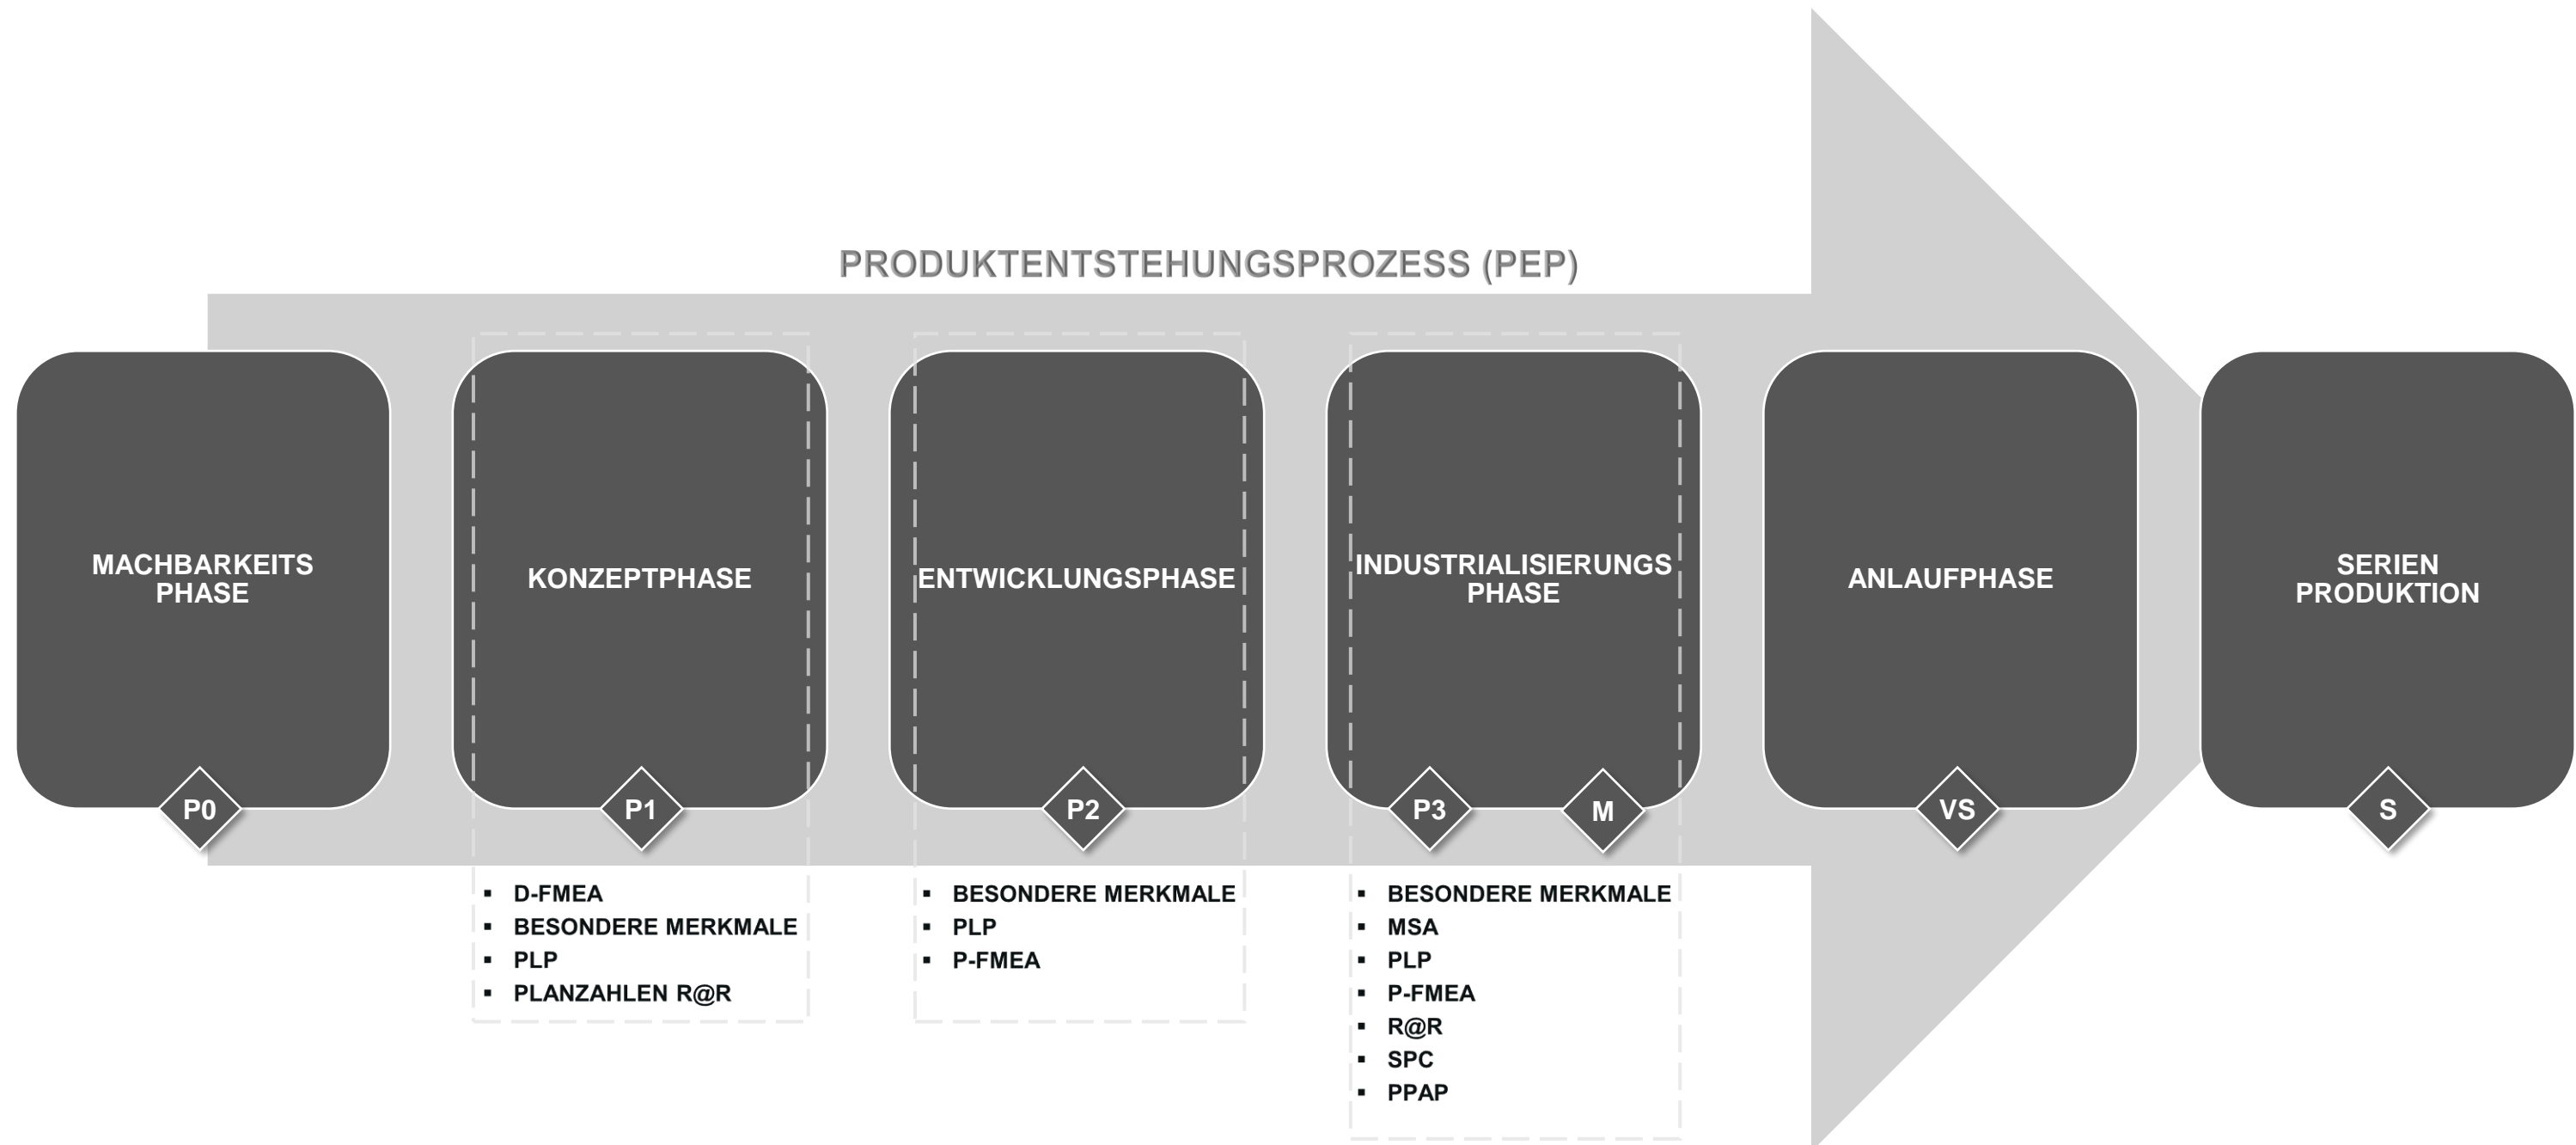 PRODUKTENTSTEHUNGSPROZESS (PEP)
MACHBARKEITS
PHASE
KONZEPTPHASE
ENTWICKLUNGSPHASE
INDUSTRIALISIERUNGS
PHASE
ANLAUFPHASE
SERIEN
PRODUKTION
P0
P1
P2
P3
M
VS
S
▪ D-FMEA
▪ BESONDERE MERKMALE
▪ PLP
▪ PLANZAHLEN R@R
▪ BESONDERE MERKMALE
▪ PLP
▪ P-FMEA
▪ BESONDERE MERKMALE
▪ MSA
▪ PLP
▪ P-FMEA
▪ R@R
▪ SPC
▪ PPAP